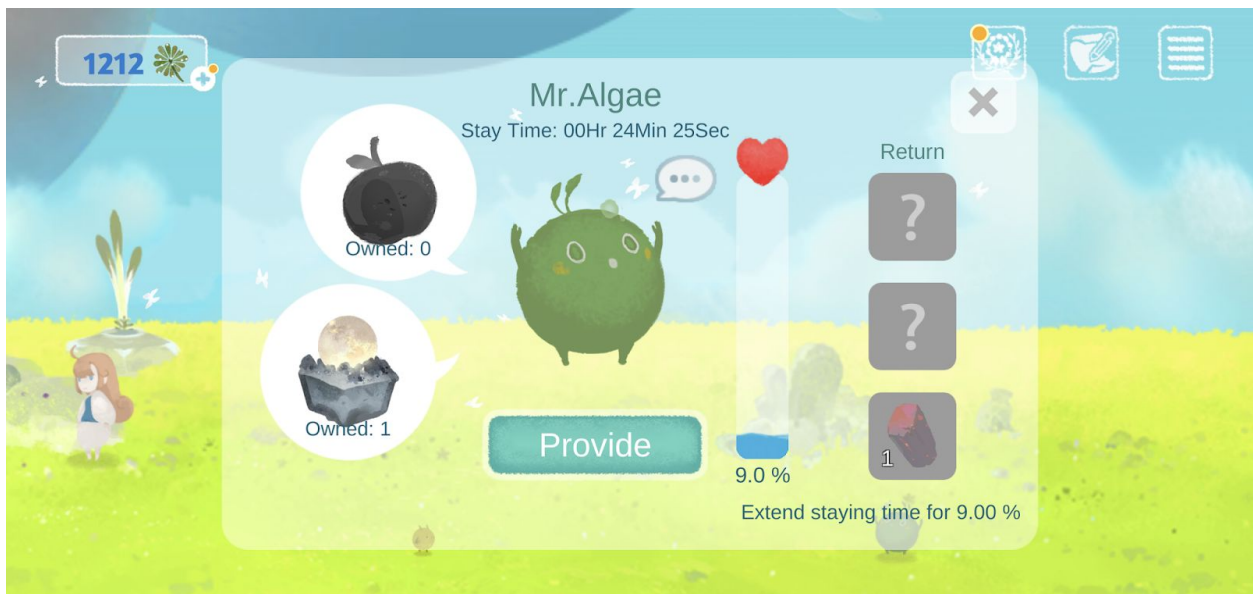 1212
Mr.Algae
Stay Time: 00Hr 24Min 25Sec
Return
?
Owned: 0
?
Owned: 1
Provide
1
9.0 %
Extend staying time for 9.00 %